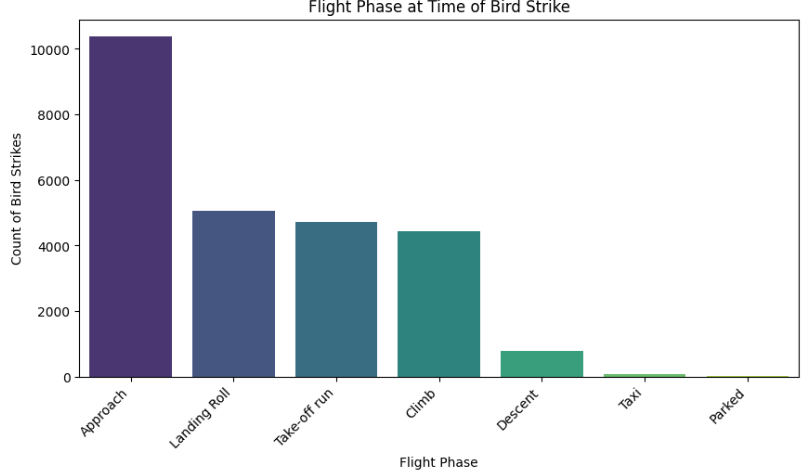 Flight Phase at Time of Bird Strike
Count of Bird Strikes
10000
8000
6000
4000
2000
0
Approach
Landing Roll
Take-off run
Climb
Descent
Taxi
Parked
Flight Phase